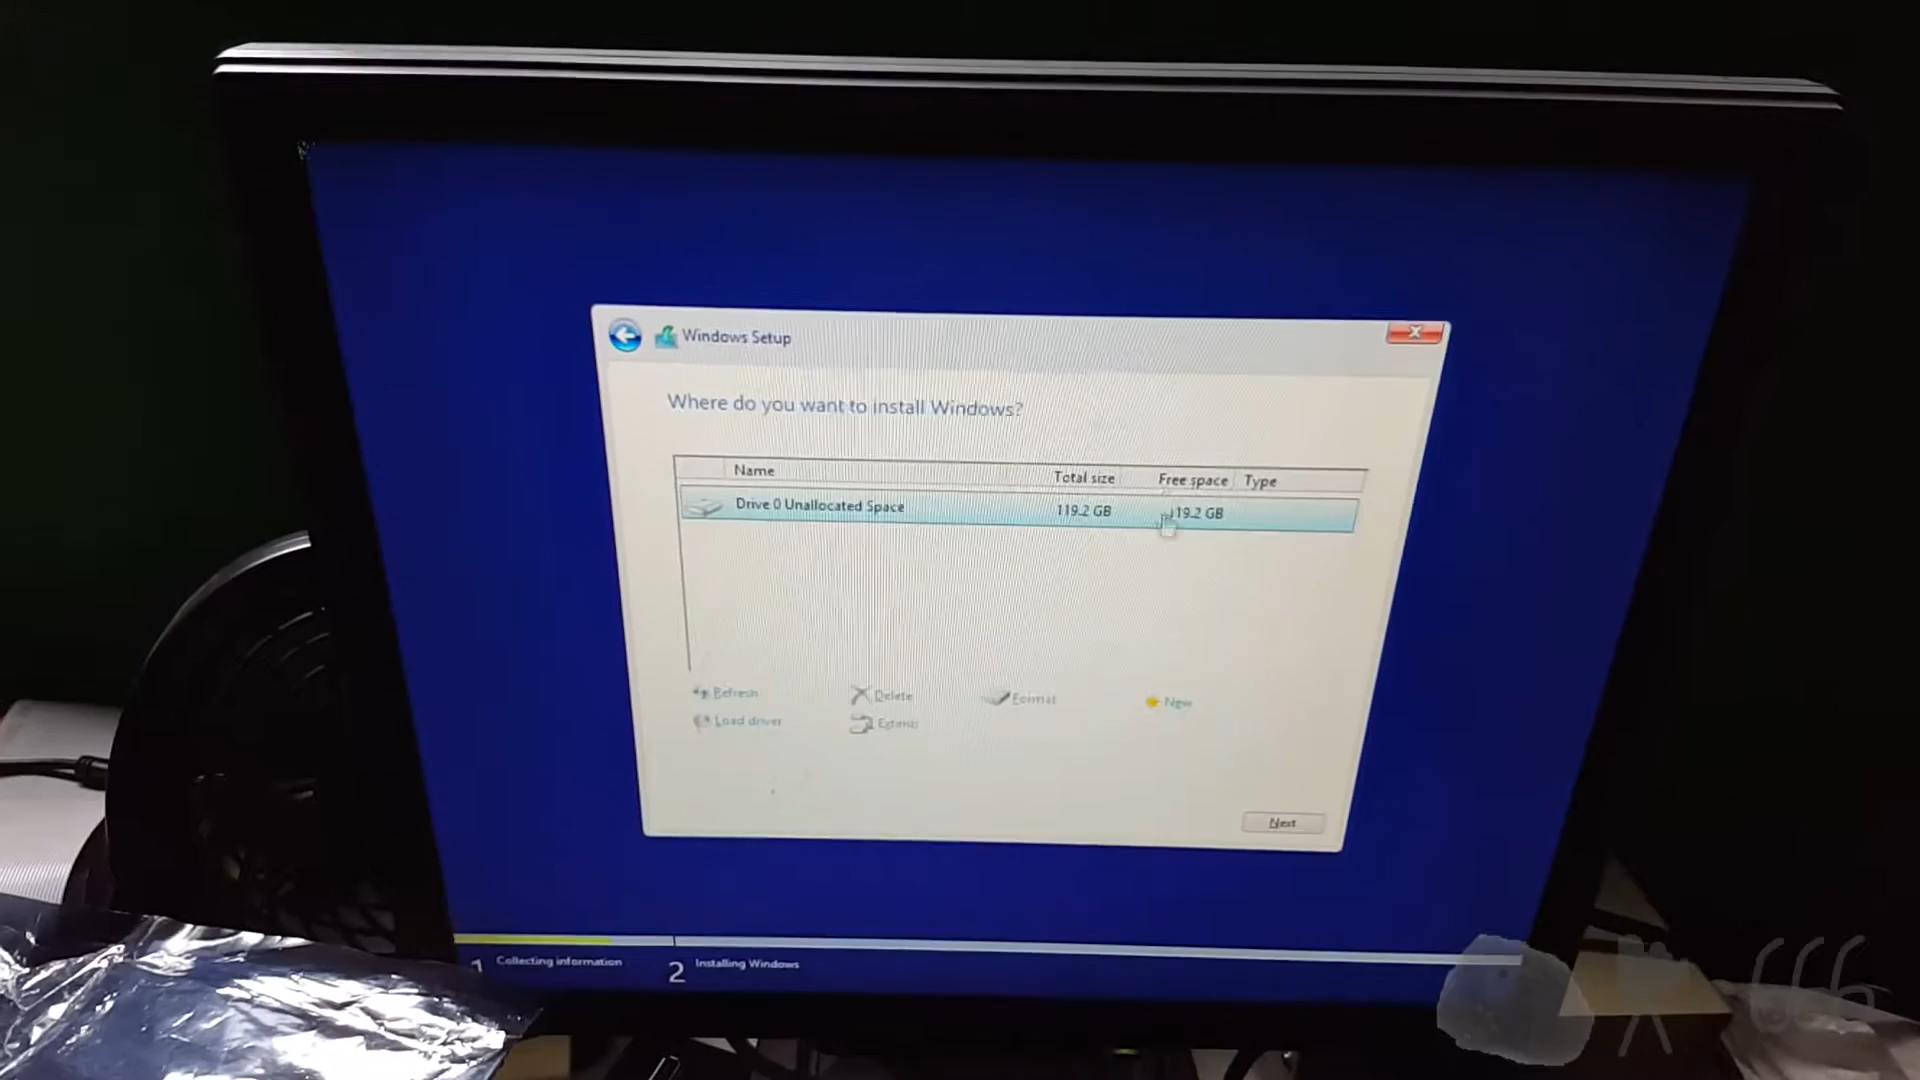 Windows Setup
Where do you want to install Windows?
Name Total size Free space Type
Drive 0 Unallocated Space 119.2 GB 119.2 GB
Refresh Delete Format New
Load driver Extend
Next
1 Collecting information 2 Installing Windows
666